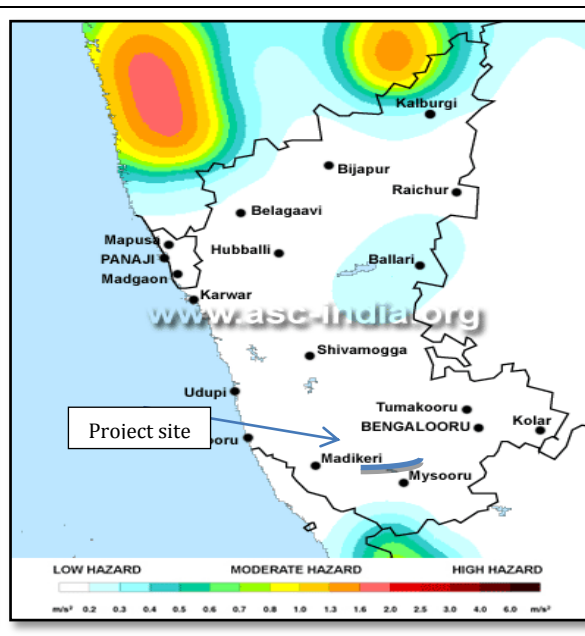 Kalburgi
Bijapur
Raichur
Belagaavi
Mapusa
Hubballi
PANAJI
Ballari
Madgaon
Karwar
www.asc-india.org
Shivamogga
Udupi
Tumakooru
Project site
BENGALOORU
Kolar
ooru
Madikeri
Mysooru
LOW HAZARD MODERATE HAZARD HIGH HAZARD
m/s² 0.2 0.3 0.4 0.5 0.6 0.7 0.8 1.0 1.3 1.6 2.0 2.5 3.0 4.0 6.0 m/s²